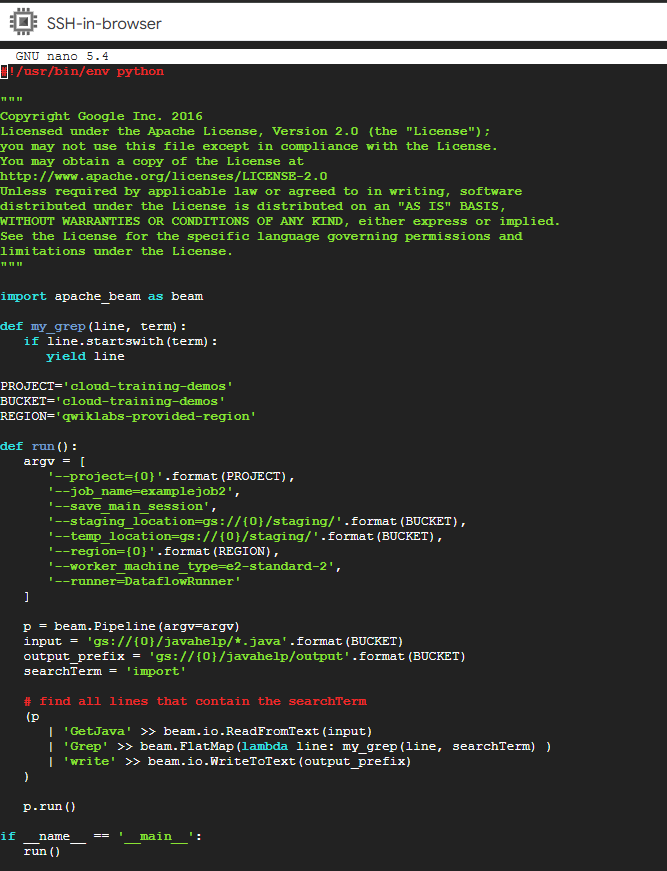 SSH-in-browser
GNU nano 5.4
#!/usr/bin/env python
"""
Copyright Google Inc. 2016
Licensed under the Apache License, Version 2.0 (the "License");
you may not use this file except in compliance with the License.
You may obtain a copy of the License at
http://www.apache.org/licenses/LICENSE-2.0
Unless required by applicable law or agreed to in writing, software
distributed under the License is distributed on an "AS IS" BASIS,
WITHOUT WARRANTIES OR CONDITIONS OF ANY KIND, either express or implied.
See the License for the specific language governing permissions and
limitations under the License.
"""
import apache_beam as beam
def my_grep(line, term):
   if line.startswith(term):
      yield line
PROJECT='cloud-training-demos'
BUCKET='cloud-training-demos'
REGION='qwiklabs-provided-region'
def run():
   argv = [
      '--project={0}'.format(PROJECT),
      '--job_name=examplejob2',
      '--save_main_session',
      '--staging_location=gs://{0}/staging/'.format(BUCKET),
      '--temp_location=gs://{0}/staging/'.format(BUCKET),
      '--region={0}'.format(REGION),
      '--worker_machine_type=e2-standard-2',
      '--runner=DataflowRunner'
   ]
   p = beam.Pipeline(argv=argv)
   input = 'gs://{0}/javahelp/*.java'.format(BUCKET)
   output_prefix = 'gs://{0}/javahelp/output'.format(BUCKET)
   searchTerm = 'import'
   # find all lines that contain the searchTerm
   (p
      | 'GetJava' >> beam.io.ReadFromText(input)
      | 'Grep' >> beam.FlatMap(lambda line: my_grep(line, searchTerm) )
      | 'write' >> beam.io.WriteToText(output_prefix)
   )
   p.run()
if __name__ == '__main__':
   run()